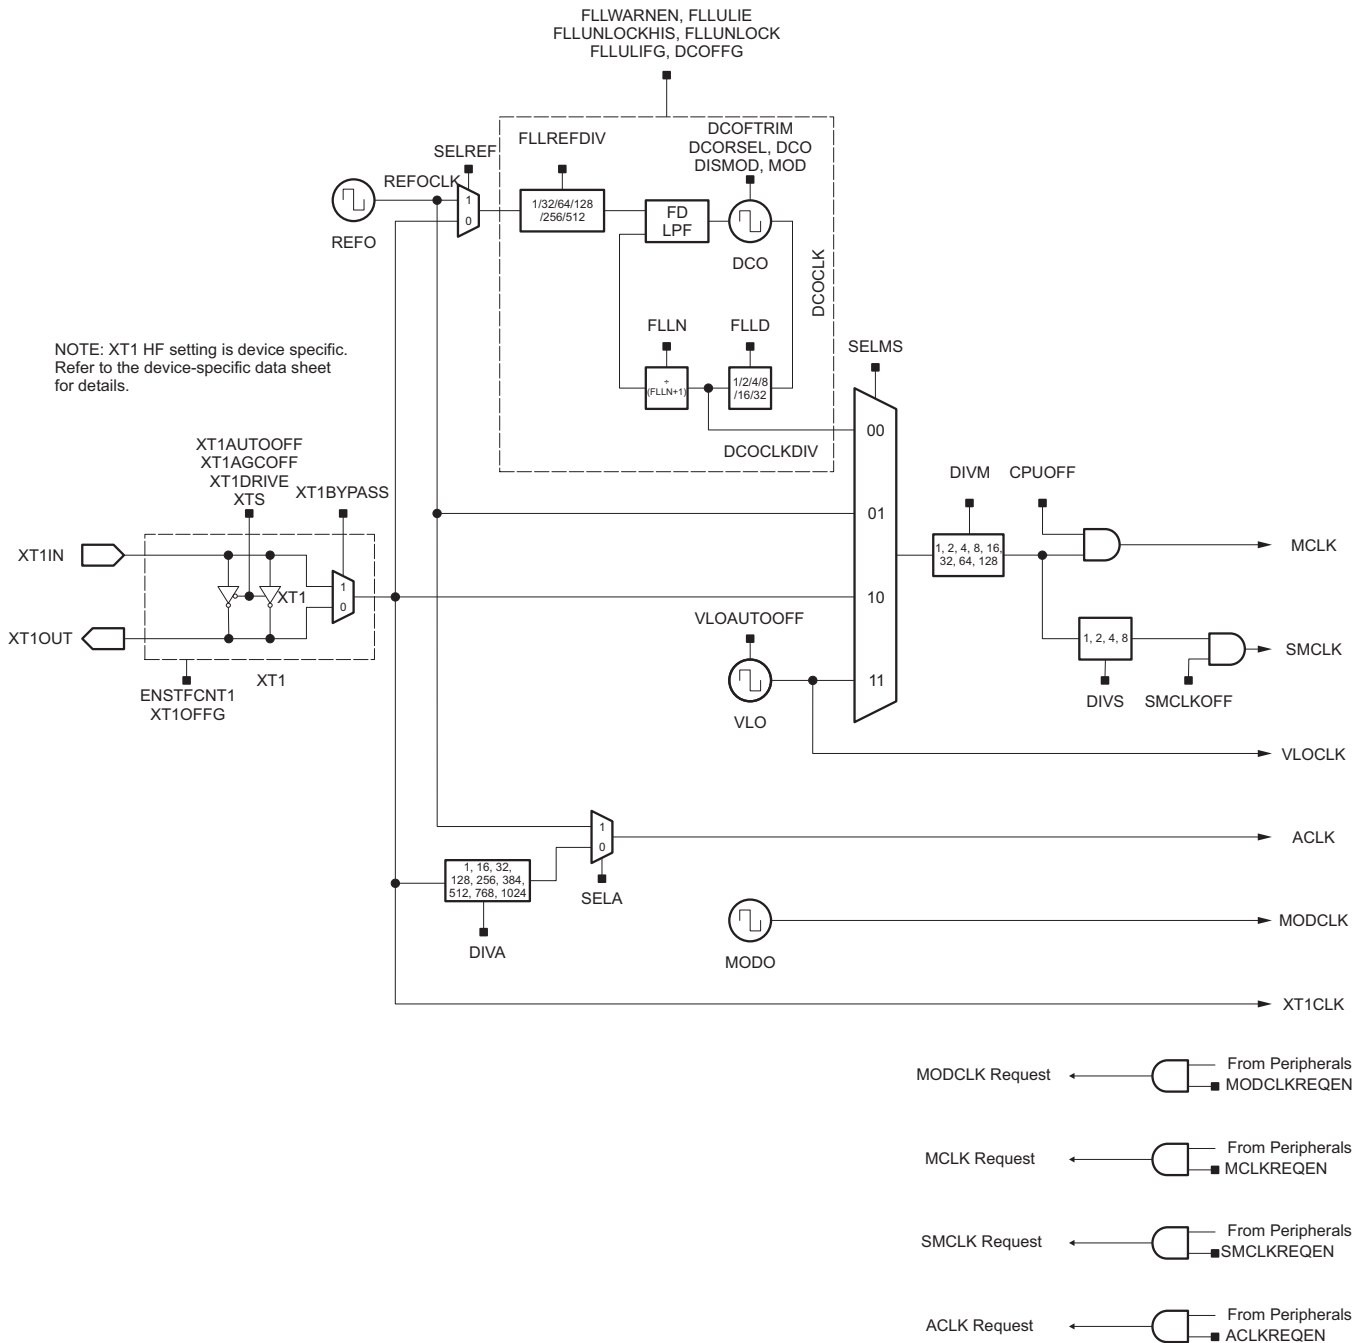 FLLWARNEN, FLLULIE
FLLUNLOCKHIS, FLLUNLOCK
FLLULIFG, DCOFFG
FLLREFDIV
DCOFTRIM
DCORSEL, DCO
DISMOD, MOD
SELREF
REFOCLK
1
0
1/32/64/128
/256/512
FD
LPF
REFO
DCO
DCOCLK
FLLN
FLLD
÷
(FLLN+1)
1/2/4/8
/16/32
DCOCLKDIV
NOTE: XT1 HF setting is device specific.
Refer to the device-specific data sheet
for details.
SELMS
00
01
10
11
XT1AUTOOFF
XT1AGCOFF
XT1DRIVE
XTS
XT1BYPASS
XT1IN
XT1
1
0
XT1OUT
XT1
ENSTFCNT1
XT1OFFG
DIVM
CPUOFF
1, 2, 4, 8, 16,
32, 64, 128
MCLK
VLOAUTOOFF
VLO
1, 2, 4, 8
SMCLK
DIVS
SMCLKOFF
VLOCLK
1
0
ACLK
1, 16, 32,
128, 256, 384,
512, 768, 1024
SELA
DIVA
MODO
MODCLK
XT1CLK
MODCLK Request
From Peripherals
MODCLKREQEN
MCLK Request
From Peripherals
MCLKREQEN
SMCLK Request
From Peripherals
SMCLKREQEN
ACLK Request
From Peripherals
ACLKREQEN